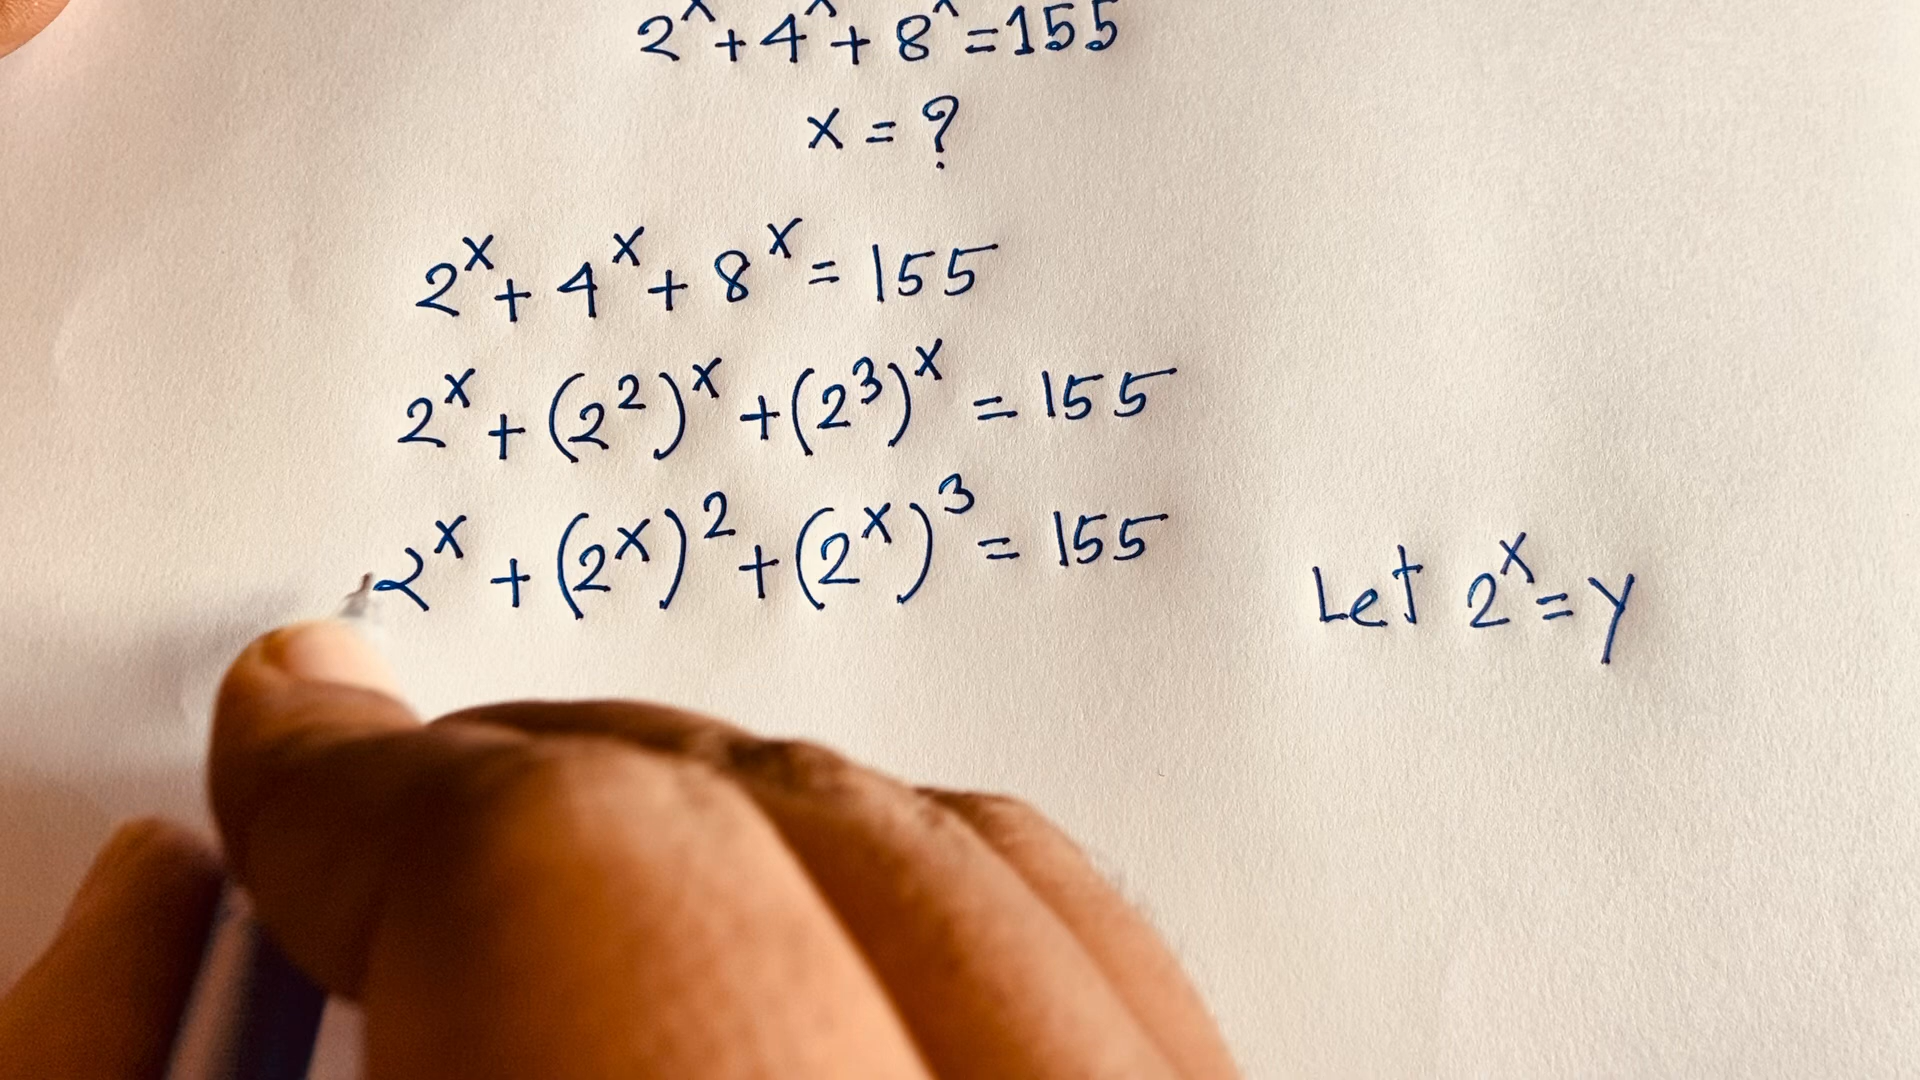 2^x + 4^x + 8^x = 155
x = ?
2^x + 4^x + 8^x = 155
2^x + (2^2)^x + (2^3)^x = 155
2^x + (2^x)^2 + (2^x)^3 = 155
Let 2^x = y